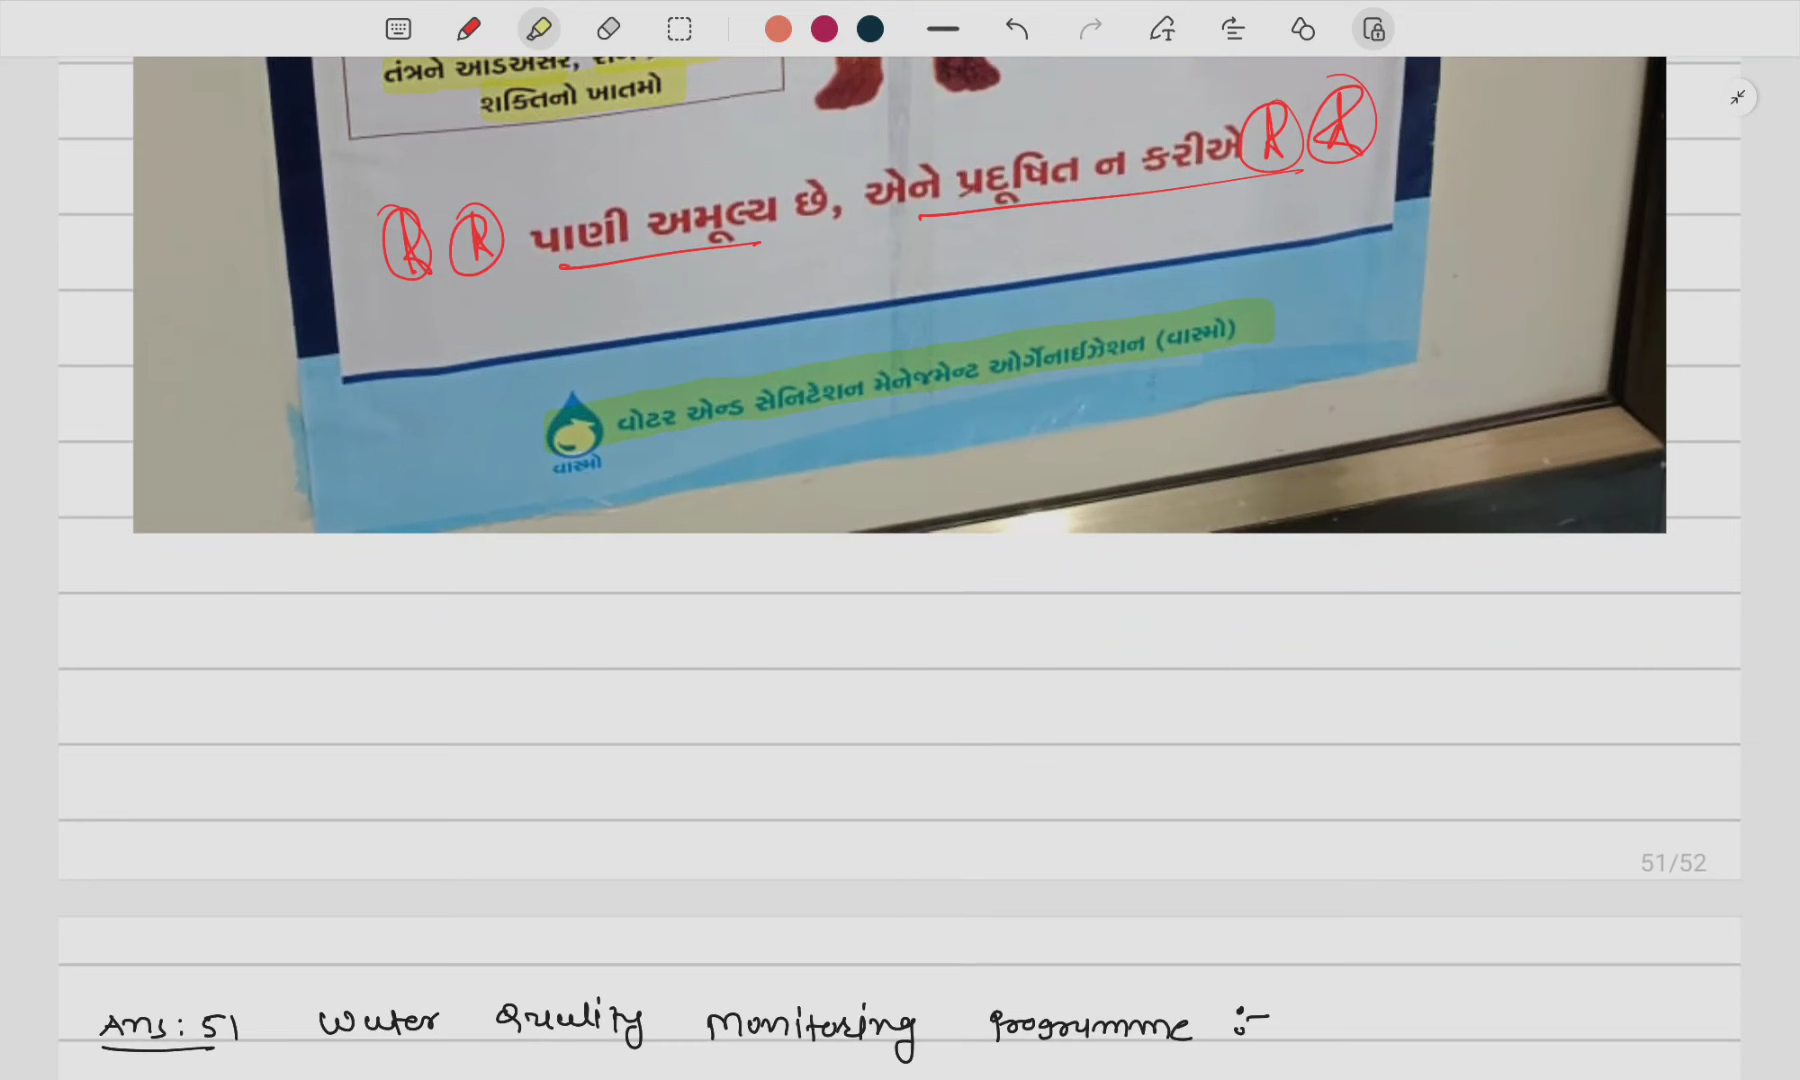 તંત્રને આડઅસર,
શક્તિનો ખાતમો
R R પાણી અમૂલ્ય છે, એને પ્રદૂષિત ન કરીએ R R
વોટર એન્ડ સેનિટેશન મેનેજમેન્ટ ઓર્ગેનાઈઝેશન (વાસ્મો)
વાસ્મો
51/52
Ans: 51 Water Quality Monitoring Programme :-